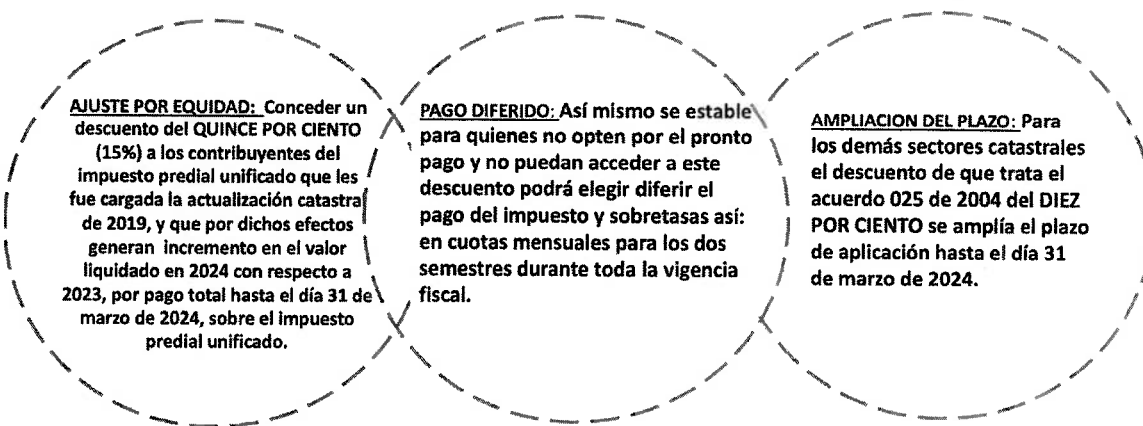 AJUSTE POR EQUIDAD: Conceder un
descuento del QUINCE POR CIENTO
(15%) a los contribuyentes del
impuesto predial unificado que les
fue cargada la actualización catastral
de 2019, y que por dichos efectos
generan incremento en el valor
liquidado en 2024 con respecto a
2023, por pago total hasta el día 31 de
marzo de 2024, sobre el impuesto
predial unificado.
PAGO DIFERIDO: Así mismo se estable
para quienes no opten por el pronto
pago y no puedan acceder a este
descuento podrá elegir diferir el
pago del impuesto y sobretasas así:
en cuotas mensuales para los dos
semestres durante toda la vigencia
fiscal.
AMPLIACION DEL PLAZO: Para
los demás sectores catastrales
el descuento de que trata el
acuerdo 025 de 2004 del DIEZ
POR CIENTO se amplía el plazo
de aplicación hasta el día 31
de marzo de 2024.